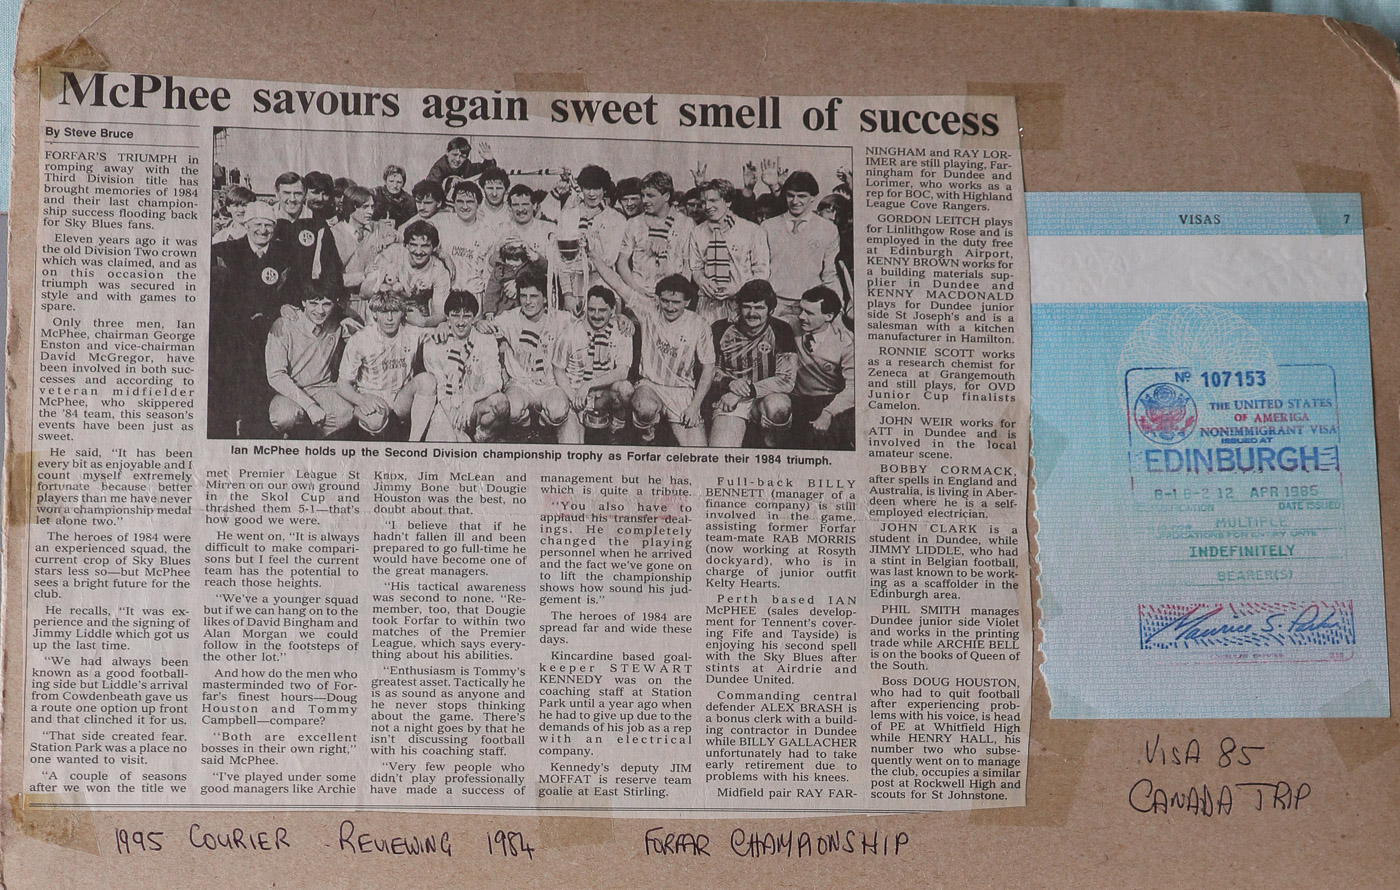 McPhee savours again sweet smell of success
By Steve Bruce
FORFAR'S TRIUMPH in
romping away with the
Third Division title has
brought memories of 1984
and their last champion-
ship success flooding back
for Sky Blues fans.
Eleven years ago it was
the old Division Two crown
which was claimed, and as
on this occasion the
triumph was secured in
style and with games to
spare.
Only three men, Ian
McPhee, chairman George
Enston and vice-chairman
David McGregor, have
been involved in both suc-
cesses and according to
veteran midfielder
McPhee, who skippered
the '84 team, this season's
events have been just as
sweet.
He said, "It has been
every bit as enjoyable and I
count myself extremely
fortunate because better
players than me have never
won a championship medal
let alone two."
The heroes of 1984 were
an experienced squad, the
current crop of Sky Blues
stars less so—but McPhee
sees a bright future for the
club.
He recalls, "It was ex-
perience and the signing of
Jimmy Liddle which got us
up the last time.
"We had always been
known as a good football-
ing side but Liddle's arrival
from Cowdenbeath gave us
a route one option up front
and that clinched it for us.
"That side created fear.
Station Park was a place no
one wanted to visit.
"A couple of seasons
after we won the title we
Ian McPhee holds up the Second Division championship trophy as Forfar celebrate their 1984 triumph.
met Premier League St
Mirren on our own ground
in the Skol Cup and
thrashed them 5-1—that's
how good we were.
He went on, "It is always
difficult to make compari-
sons but I feel the current
team has the potential to
reach those heights.
"We've a younger squad
but if we can hang on to the
likes of David Bingham and
Alan Morgan we could
follow in the footsteps of
the other lot."
And how do the men who
masterminded two of For-
far's finest hours—Doug
Houston and Tommy
Campbell—compare?
"Both are excellent
bosses in their own right,"
said McPhee.
"I've played under some
good managers like Archie
Knox, Jim McLean and
Jimmy Bone but Dougie
Houston was the best, no
doubt about that.
"I believe that if he
hadn't fallen ill and been
prepared to go full-time he
would have become one of
the great managers.
"His tactical awareness
was second to none. "Re-
member, too, that Dougie
took Forfar to within two
matches of the Premier
League, which says every-
thing about his abilities.
"Enthusiasm is Tommy's
greatest asset. Tactically he
is as sound as anyone and
he never stops thinking
about the game. There's
not a night goes by that he
isn't discussing football
with his coaching staff.
"Very few people who
didn't play professionally
have made a success of
management but he has,
which is quite a tribute.
"You also have to
applaud his transfer deal-
ings. He completely
changed the playing
personnel when he arrived
and the fact we've gone on
to lift the championship
shows how sound his jud-
gement is."
The heroes of 1984 are
spread far and wide these
days.
Kincardine based goal-
keeper STEWART
KENNEDY was on the
coaching staff at Station
Park until a year ago when
he had to give up due to the
demands of his job as a rep
with an electrical
company.
Kennedy's deputy JIM
MOFFAT is reserve team
goalie at East Stirling.
Full-back BILLY
BENNETT (manager of a
finance company) is still
involved in the game,
assisting former Forfar
team-mate RAB MORRIS
(now working at Rosyth
dockyard), who is in
charge of junior outfit
Kelty Hearts.
Perth based IAN
McPHEE (sales develop-
ment for Tennent's cover-
ing Fife and Tayside) is
enjoying his second spell
with the Sky Blues after
stints at Airdrie and
Dundee United.
Commanding central
defender ALEX BRASH is
a bonus clerk with a build-
ing contractor in Dundee
while BILLY GALLACHER
unfortunately had to take
early retirement due to
problems with his knees.
Midfield pair RAY FAR-
NINGHAM and RAY LOR-
IMER are still playing, Far-
ningham for Dundee and
Lorimer, who works as a
rep for BOC, with Highland
League Cove Rangers.
GORDON LEITCH plays
for Linlithgow Rose and is
employed in the duty free
at Edinburgh Airport,
KENNY BROWN works for
a building materials sup-
plier in Dundee and
KENNY MACDONALD
plays for Dundee junior
side St Joseph's and is a
salesman with a kitchen
manufacturer in Hamilton.
RONNIE SCOTT works
as a research chemist for
Zeneca at Grangemouth
and still plays, for OVD
Junior Cup finalists
Camelon.
JOHN WEIR works for
ATT in Dundee and is
involved in the local
amateur scene.
BOBBY CORMACK,
after spells in England and
Australia, is living in Aber-
deen where he is a self-
employed electrician.
JOHN CLARK is a
student in Dundee, while
JIMMY LIDDLE, who had
a stint in Belgian football,
was last known to be work-
ing as a scaffolder in the
Edinburgh area.
PHIL SMITH manages
Dundee junior side Violet
and works in the printing
trade while ARCHIE BELL
is on the books of Queen of
the South.
Boss DOUG HOUSTON,
who had to quit football
after experiencing prob-
lems with his voice, is head
of PE at Whitfield High
while HENRY HALL, his
number two who subse-
quently went on to manage
the club, occupies a similar
post at Rockwell High and
scouts for St Johnstone.
VISAS 7
Nº 107153
THE UNITED STATES
OF AMERICA
NONIMMIGRANT VISA
ISSUED AT
EDINBURGH
B-1 B-2 12 APR 1985
DATE ISSUED
MULTIPLE
INDEFINITELY
BEARER(S)
Maurice S.
VISA 85
CANADA TRIP
1995 COURIER REVIEWING 1984 FORFAR CHAMPIONSHIP